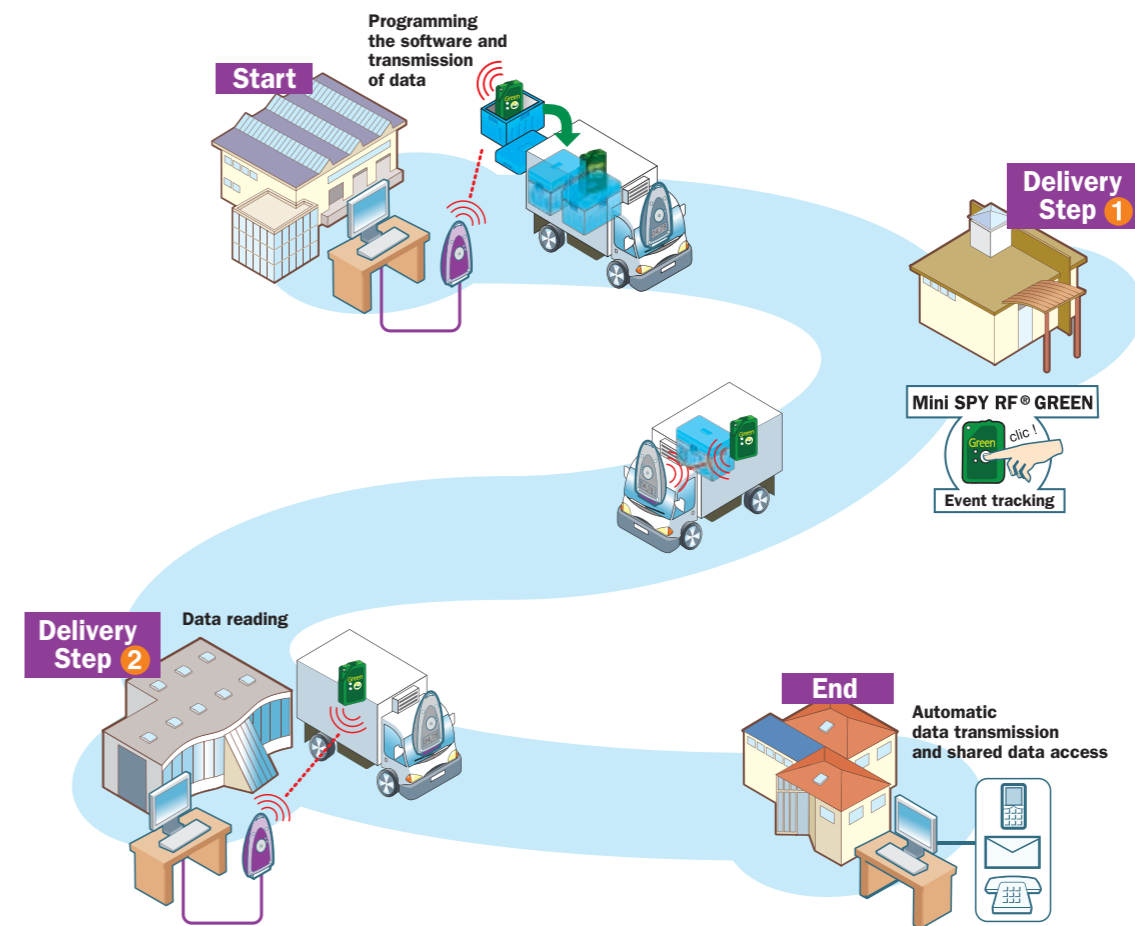 Programming
the software and
transmission
of data
Start
Green
Green
Delivery
Step 1
Mini SPY RF® GREEN
Green
clic !
Event tracking
Green
Delivery
Step 2
Data reading
Green
End
Automatic
data transmission
and shared data access